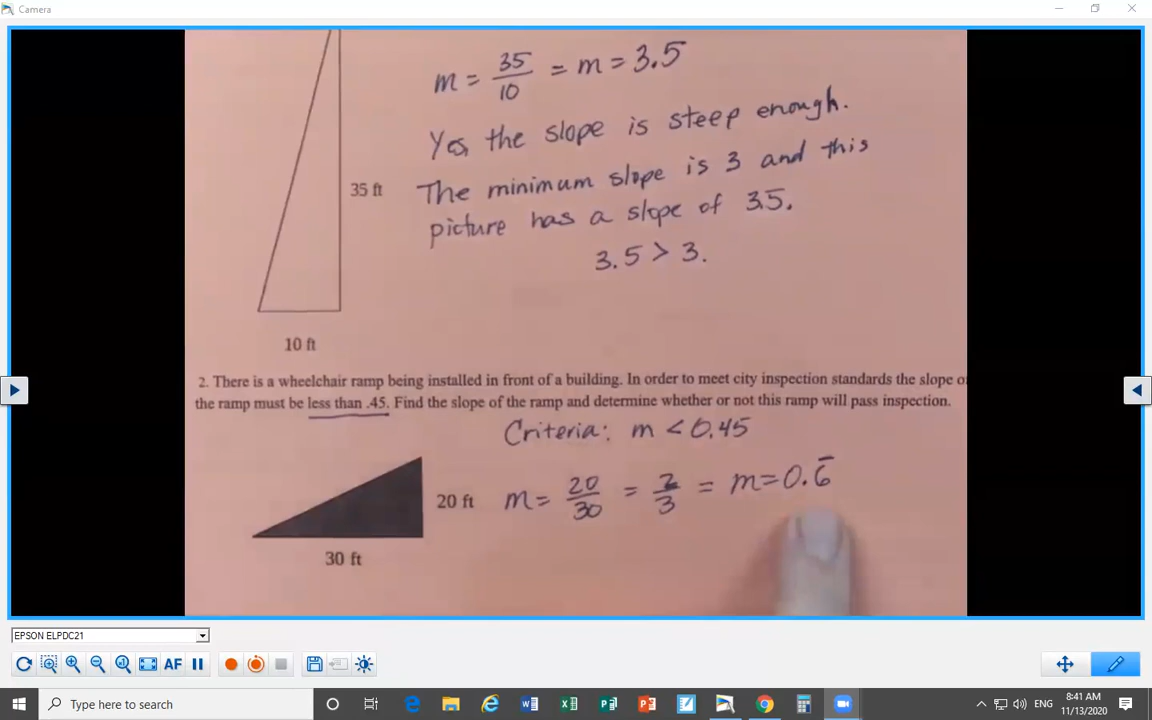 Camera
m = 35/10 = m = 3.5
Yes, the slope is steep enough.
35 ft
The minimum slope is 3 and this
picture has a slope of 3.5.
3.5 > 3.
10 ft
2. There is a wheelchair ramp being installed in front of a building. In order to meet city inspection standards the slope o
the ramp must be less than .45. Find the slope of the ramp and determine whether or not this ramp will pass inspection.
Criteria: m < 0.45
20 ft
m = 20/30 = 2/3 = m = 0.6̅
30 ft
EPSON ELPDC21
AF
Type here to search
ENG
8:41 AM
11/13/2020